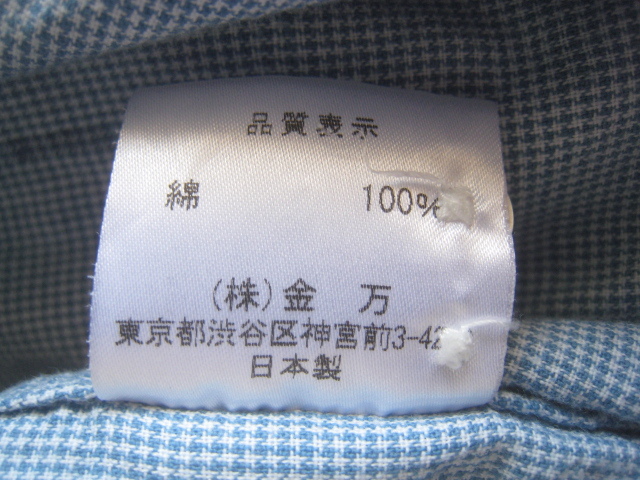 品質表示
綿 100%
(株)金 万
東京都渋谷区神宮前3-42
日本製